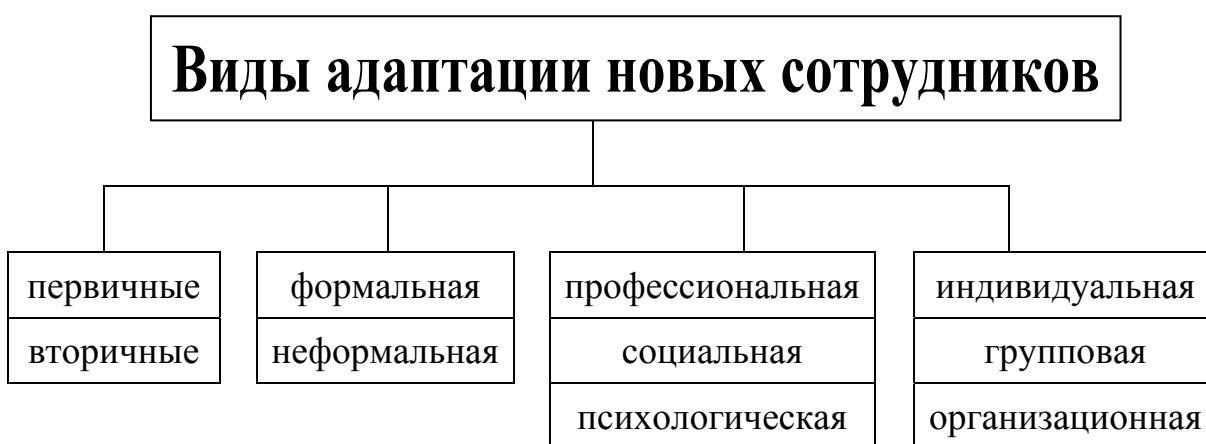 Виды адаптации новых сотрудников
первичные
вторичные
формальная
неформальная
профессиональная
социальная
психологическая
индивидуальная
групповая
организационная